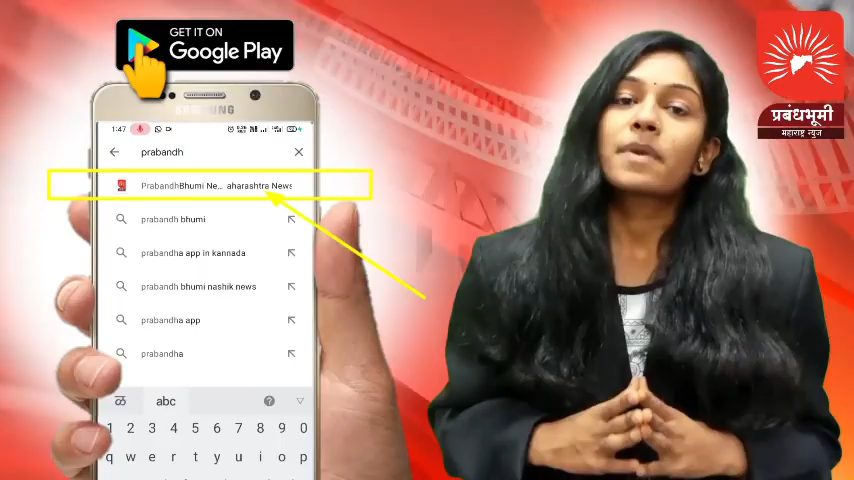 GET IT ON
Google Play
SAMSUNG
1:47
prabandh
PrabandhBhumi Ne... aharashtra News
prabandh bhumi
prabandha app in kannada
prabandh bhumi nashik news
prabandha app
prabandha
ळ abc ?
1 2 3 4 5 6 7 8 9 0
q w e r t y u i o p
प्रबंधभूमी
महाराष्ट्र न्युज